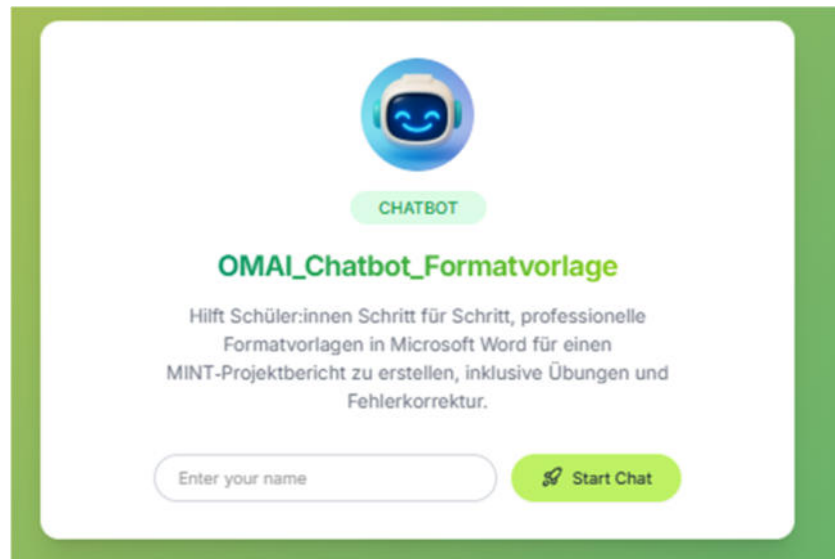 CHATBOT
OMAI_Chatbot_Formatvorlage
Hilft Schüler:innen Schritt für Schritt, professionelle
Formatvorlagen in Microsoft Word für einen
MINT-Projektbericht zu erstellen, inklusive Übungen und
Fehlerkorrektur.
Enter your name
Start Chat